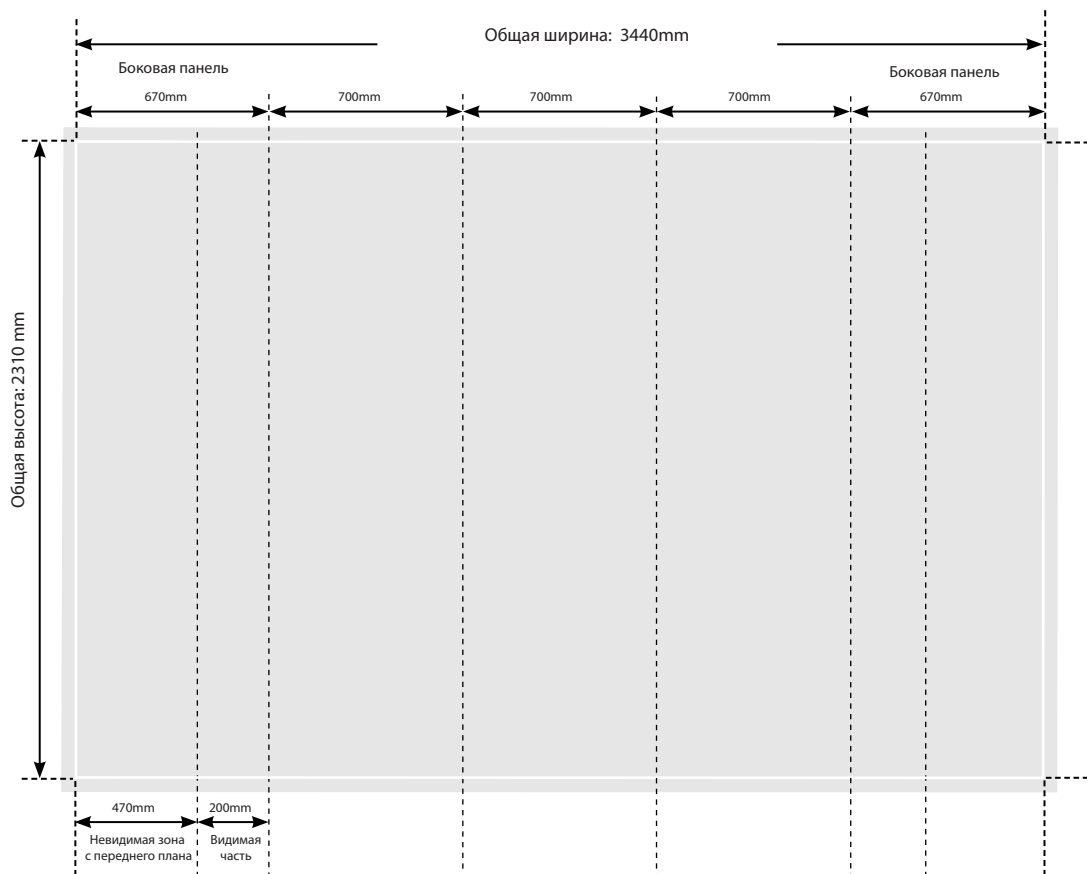 Общая ширина: 3440mm
Боковая панель
Боковая панель
670mm
700mm
700mm
700mm
670mm
Общая высота: 2310 mm
470mm
200mm
Невидимая зона
с переднего плана
Видимая
часть